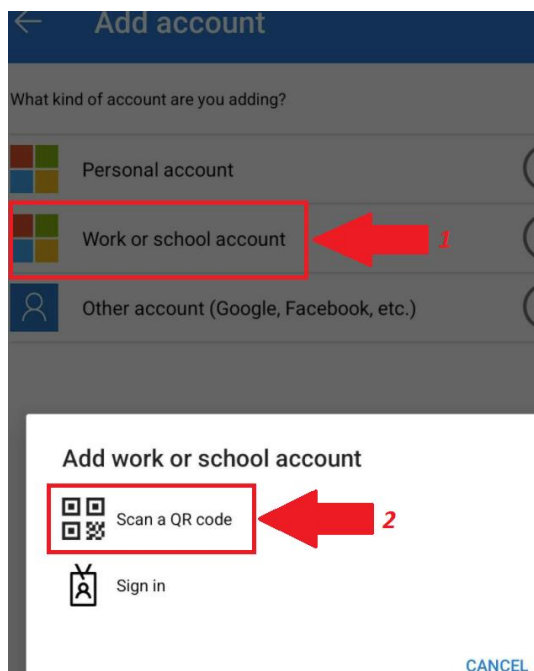 Add account
What kind of account are you adding?
Personal account
Work or school account
1
Other account (Google, Facebook, etc.)
Add work or school account
Scan a QR code
2
Sign in
CANCEL